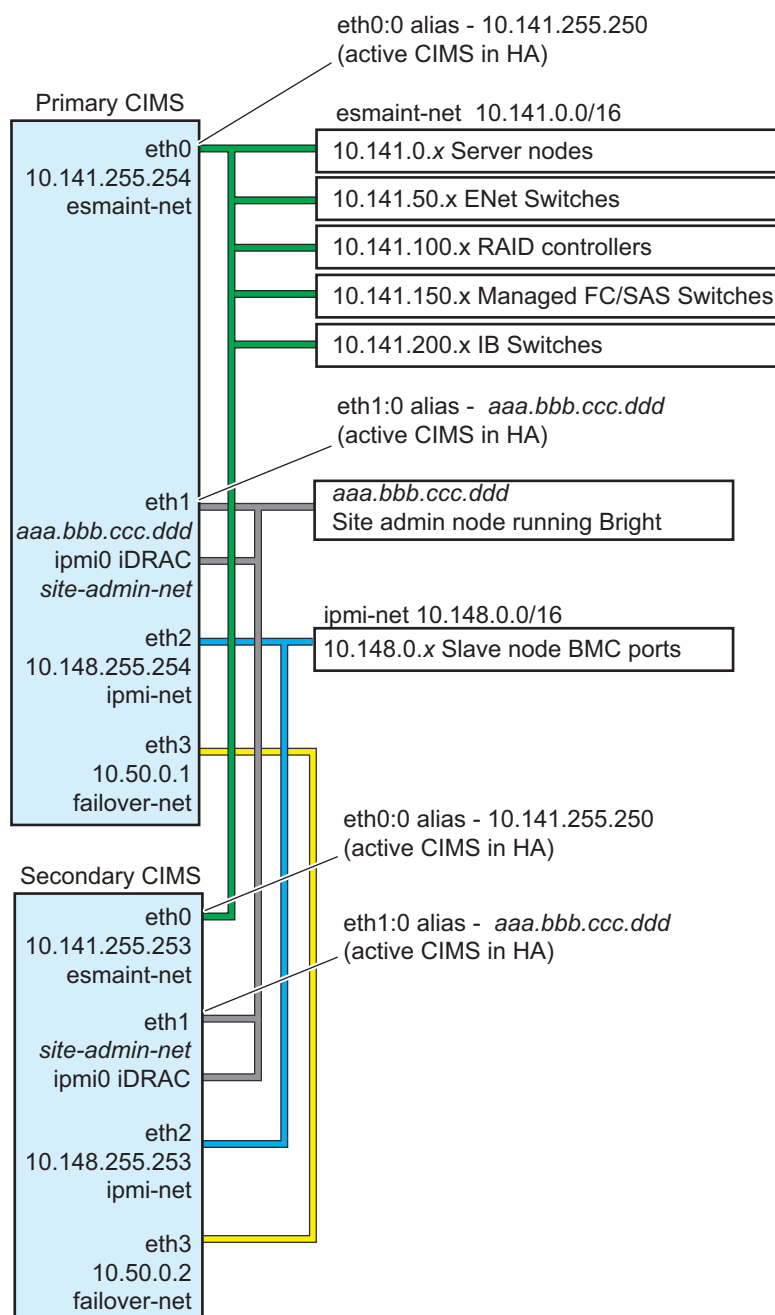 eth0:0 alias - 10.141.255.250
(active CIMS in HA)
Primary CIMS
esmaint-net 10.141.0.0/16
eth0
10.141.255.254
esmaint-net
10.141.0.x Server nodes
10.141.50.x ENet Switches
10.141.100.x RAID controllers
10.141.150.x Managed FC/SAS Switches
10.141.200.x IB Switches
eth1:0 alias - aaa.bbb.ccc.ddd
(active CIMS in HA)
eth1
aaa.bbb.ccc.ddd
ipmi0 iDRAC
site-admin-net
aaa.bbb.ccc.ddd
Site admin node running Bright
ipmi-net 10.148.0.0/16
eth2
10.148.255.254
ipmi-net
10.148.0.x Slave node BMC ports
eth3
10.50.0.1
failover-net
eth0:0 alias - 10.141.255.250
(active CIMS in HA)
Secondary CIMS
eth0
10.141.255.253
esmaint-net
eth1:0 alias - aaa.bbb.ccc.ddd
(active CIMS in HA)
eth1
site-admin-net
ipmi0 iDRAC
eth2
10.148.255.253
ipmi-net
eth3
10.50.0.2
failover-net